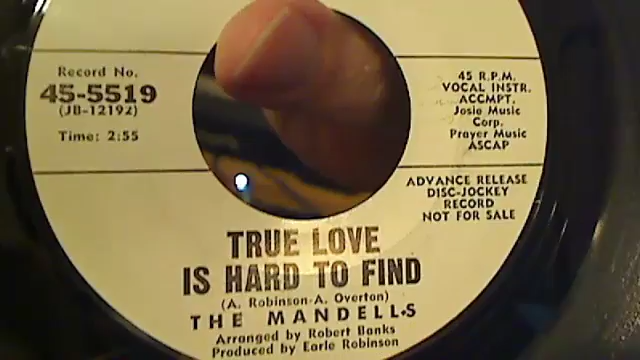 Record No.
45-5519
(JB-12192)
Time: 2:55
45 R.P.M.
VOCAL INSTR.
ACCMPT.
Josie Music
Corp.
Prayer Music
ASCAP
ADVANCE RELEASE
DISC-JOCKEY
RECORD
NOT FOR SALE
TRUE LOVE
IS HARD TO FIND
(A. Robinson-A. Overton)
THE MANDELLS
Arranged by Robert Banks
Produced by Earle Robinson